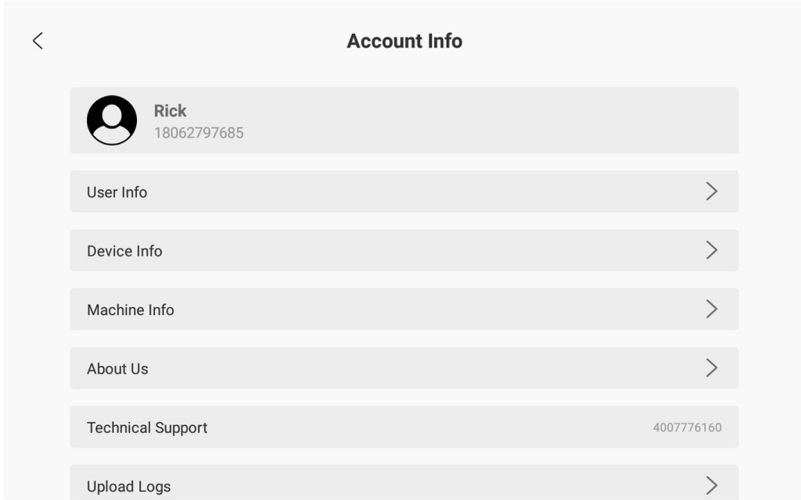 Account Info
Rick
18062797685
User Info
Device Info
Machine Info
About Us
Technical Support 4007776160
Upload Logs